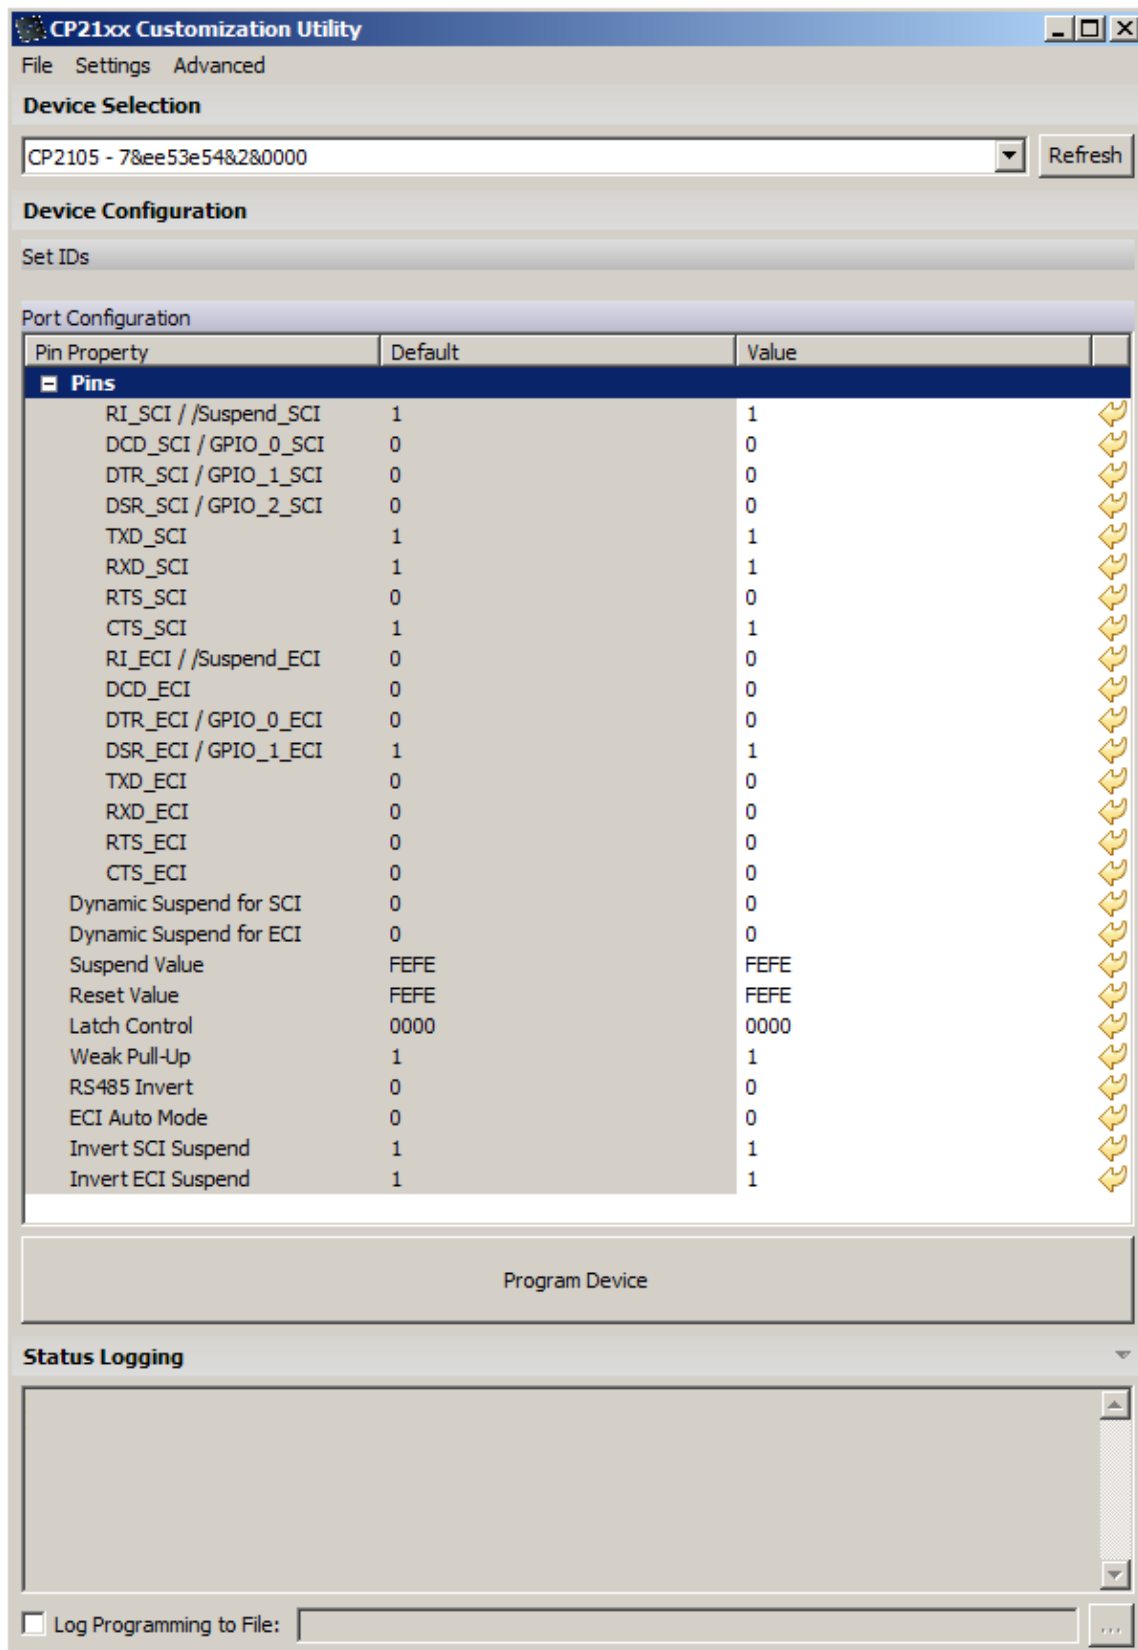 CP21xx Customization Utility
File Settings Advanced
Device Selection
CP2105 - 7&ee53e54&2&0000 Refresh
Device Configuration
Set IDs
Port Configuration
Pin Property Default Value
Pins
RI_SCI / /Suspend_SCI 1 1
DCD_SCI / GPIO_0_SCI 0 0
DTR_SCI / GPIO_1_SCI 0 0
DSR_SCI / GPIO_2_SCI 0 0
TXD_SCI 1 1
RXD_SCI 1 1
RTS_SCI 0 0
CTS_SCI 1 1
RI_ECI / /Suspend_ECI 0 0
DCD_ECI 0 0
DTR_ECI / GPIO_0_ECI 0 0
DSR_ECI / GPIO_1_ECI 1 1
TXD_ECI 0 0
RXD_ECI 0 0
RTS_ECI 0 0
CTS_ECI 0 0
Dynamic Suspend for SCI 0 0
Dynamic Suspend for ECI 0 0
Suspend Value FEFE FEFE
Reset Value FEFE FEFE
Latch Control 0000 0000
Weak Pull-Up 1 1
RS485 Invert 0 0
ECI Auto Mode 0 0
Invert SCI Suspend 1 1
Invert ECI Suspend 1 1
Program Device
Status Logging
Log Programming to File: ...